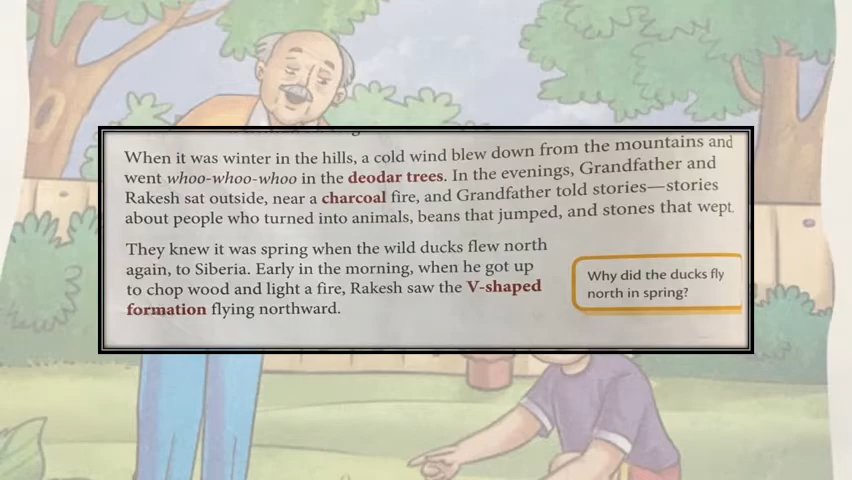 When it was winter in the hills, a cold wind blew down from the mountains and
went whoo-whoo-whoo in the deodar trees. In the evenings, Grandfather and
Rakesh sat outside, near a charcoal fire, and Grandfather told stories—stories
about people who turned into animals, beans that jumped, and stones that wept.
They knew it was spring when the wild ducks flew north
again, to Siberia. Early in the morning, when he got up
to chop wood and light a fire, Rakesh saw the V-shaped
formation flying northward.
Why did the ducks fly
north in spring?